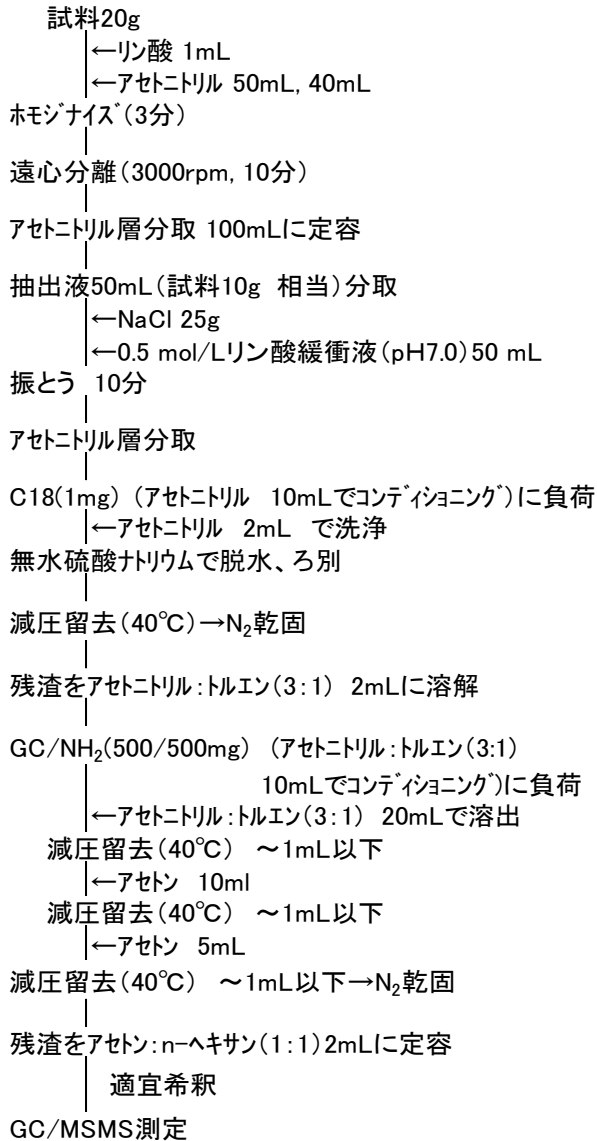 試料20g
←リン酸 1mL
←アセトニトリル 50mL, 40mL
ホモジナイズ(3分)
遠心分離(3000rpm, 10分)
アセトニトリル層分取 100mLに定容
抽出液50mL(試料10g 相当)分取
←NaCl 25g
←0.5 mol/Lリン酸緩衝液(pH7.0)50 mL
振とう 10分
アセトニトリル層分取
C18(1mg) (アセトニトリル 10mLでコンディショニング)に負荷
←アセトニトリル 2mL で洗浄
無水硫酸ナトリウムで脱水、ろ別
減圧留去(40℃)→N₂乾固
残渣をアセトニトリル:トルエン(3:1) 2mLに溶解
GC/NH₂(500/500mg) (アセトニトリル:トルエン(3:1)
10mLでコンディショニング)に負荷
←アセトニトリル:トルエン(3:1) 20mLで溶出
減圧留去(40℃) ～1mL以下
←アセトン 10ml
減圧留去(40℃) ～1mL以下
←アセトン 5mL
減圧留去(40℃) ～1mL以下→N₂乾固
残渣をアセトン:n-ヘキサン(1:1)2mLに定容
適宜希釈
GC/MSMS測定